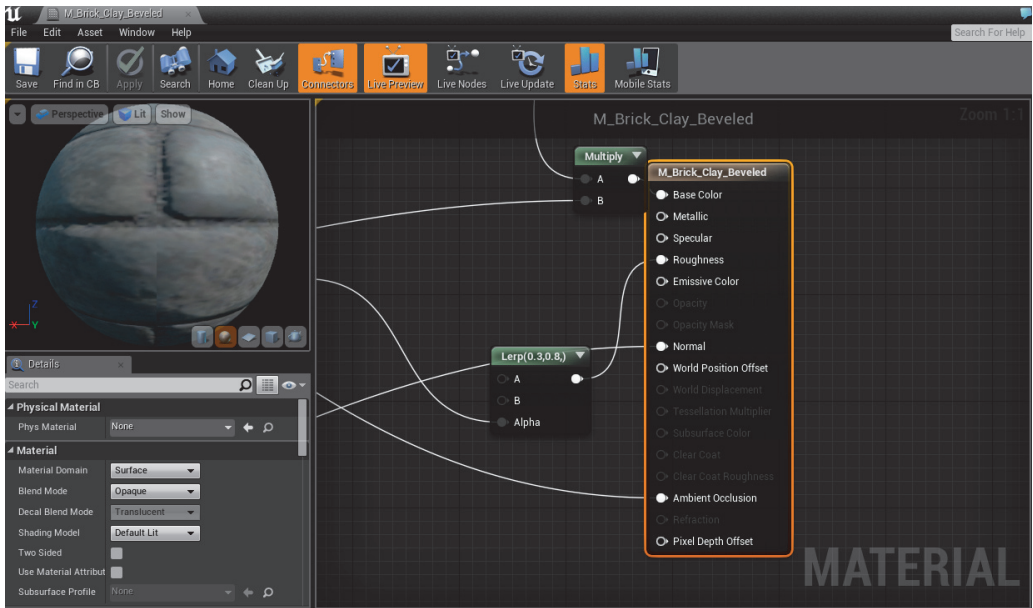 M_Brick_Clay_Beveled
File Edit Asset Window Help
Search For Help
Save Find in CB Apply Search Home Clean Up Connectors Live Preview Live Nodes Live Update Stats Mobile Stats
Perspective Lit Show
M_Brick_Clay_Beveled
Zoom 1:1
Multiply
A
B
M_Brick_Clay_Beveled
Base Color
Metallic
Specular
Roughness
Emissive Color
Opacity
Opacity Mask
Normal
World Position Offset
World Displacement
Tessellation Multiplier
Subsurface Color
Clear Coat
Clear Coat Roughness
Ambient Occlusion
Refraction
Pixel Depth Offset
Lerp(0.3,0.8,)
A
B
Alpha
Z
X Y
Details
Search
Physical Material
Phys Material None
Material
Material Domain Surface
Blend Mode Opaque
Decal Blend Mode Translucent
Shading Model Default Lit
Two Sided
Use Material Attribut
Subsurface Profile None
MATERIAL